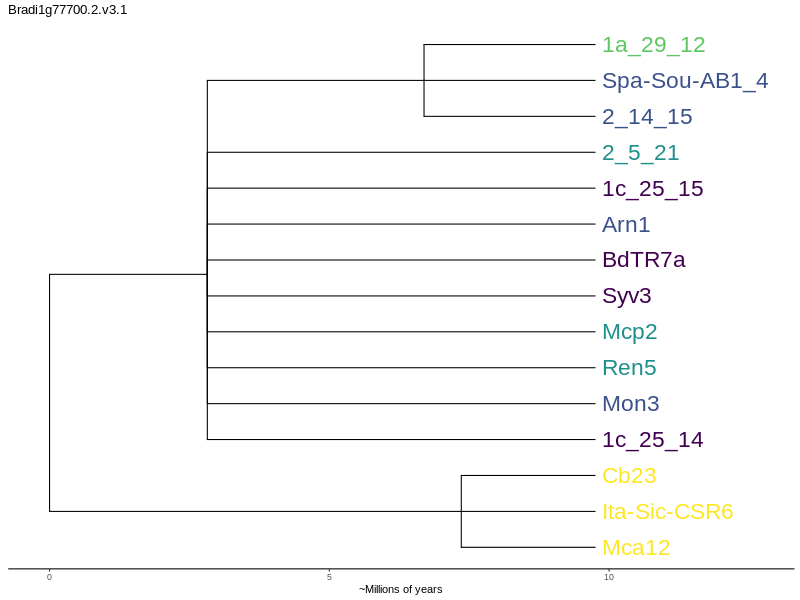 Bradi1g77700.2.v3.1
1a_29_12
Spa-Sou-AB1_4
2_14_15
2_5_21
1c_25_15
Arn1
BdTR7a
Syv3
Mcp2
Ren5
Mon3
1c_25_14
Cb23
Ita-Sic-CSR6
Mca12
0 5 10
~Millions of years